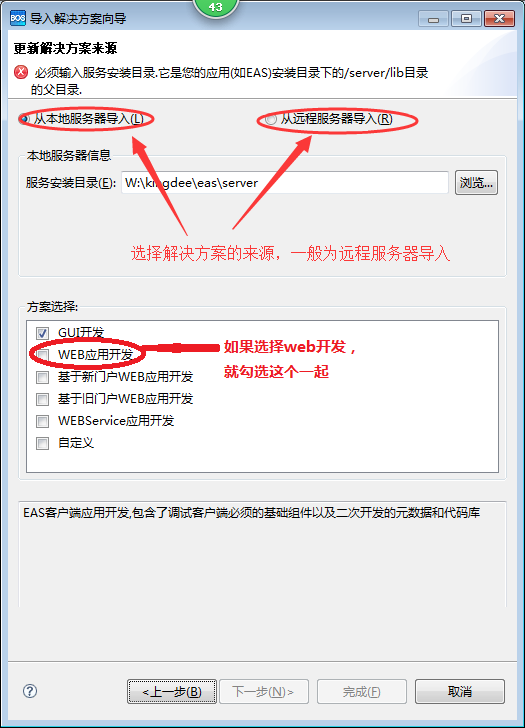 43
BOS 导入解决方案向导
更新解决方案来源
必须输入服务安装目录.它是您的应用(如EAS)安装目录下的/server/lib目录
的父目录.
从本地服务器导入(L) 从远程服务器导入(R)
本地服务器信息
服务安装目录(E): W:\kingdee\eas\server 浏览...
选择解决方案的来源，一般为远程服务器导入
方案选择:
GUI开发
WEB应用开发
如果选择web开发，
就勾选这个一起
基于新门户WEB应用开发
基于旧门户WEB应用开发
WEBService应用开发
自定义
EAS客户端应用开发,包含了调试客户端必须的基础组件以及二次开发的元数据和代码库
? <上一步(B) 下一步(N)> 完成(F) 取消